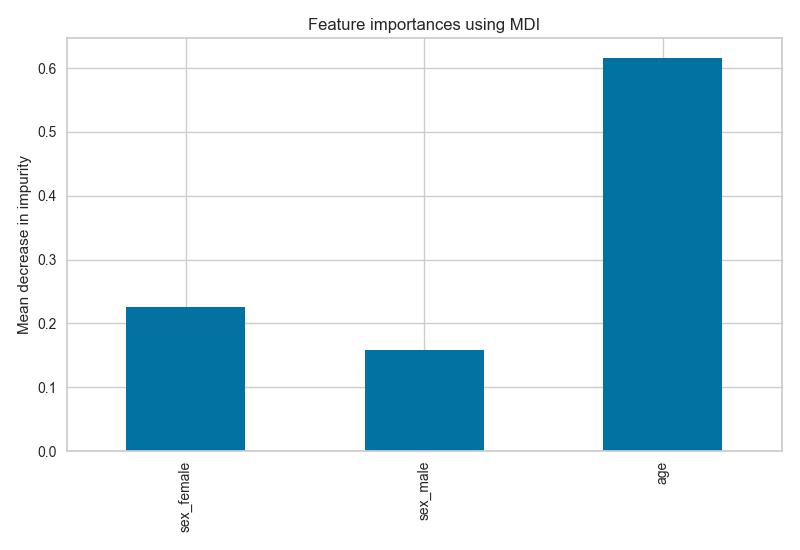 Feature importances using MDI
Mean decrease in impurity
0.6
0.5
0.4
0.3
0.2
0.1
0.0
sex_female
sex_male
age